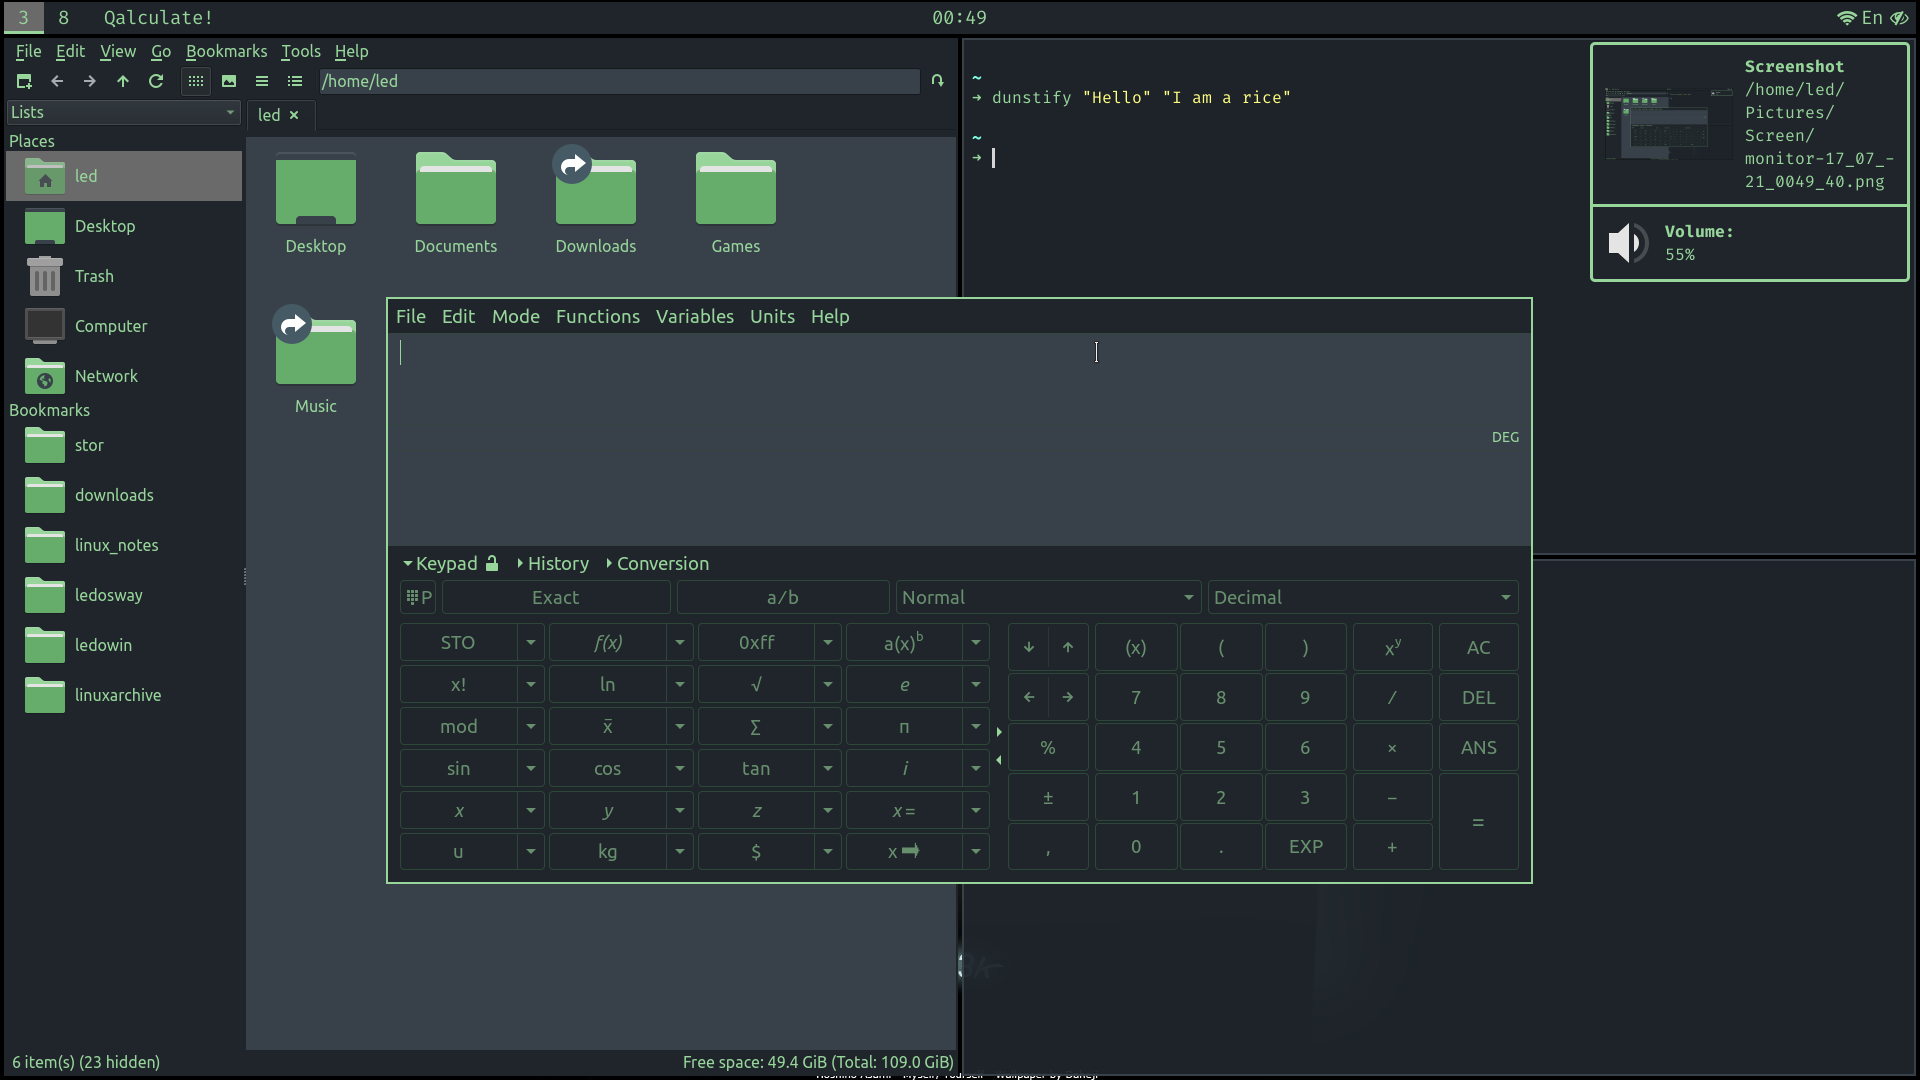 3 8 Qalculate! 00:49 En
File Edit View Go Bookmarks Tools Help
/home/led
Lists
led
Places
led
Desktop
Trash
Computer
Network
Bookmarks
stor
downloads
linux_notes
ledosway
ledowin
linuxarchive
Desktop Documents Downloads Games
Music
6 item(s) (23 hidden) Free space: 49.4 GiB (Total: 109.0 GiB)
~
→ dunstify "Hello" "I am a rice"
~
→
Screenshot
/home/led/
Pictures/
Screen/
monitor-17_07_-
21_0049_40.png
Volume:
55%
File Edit Mode Functions Variables Units Help
DEG
Keypad History Conversion
P Exact a/b Normal Decimal
STO f(x) 0xff a(x)ᵇ
x! ln √ e
mod x̄ Σ π
sin cos tan i
x y z x=
u kg $ x➡
↓ ↑ (x) ( ) xʸ AC
← → 7 8 9 / DEL
% 4 5 6 × ANS
± 1 2 3 − =
, 0 . EXP +